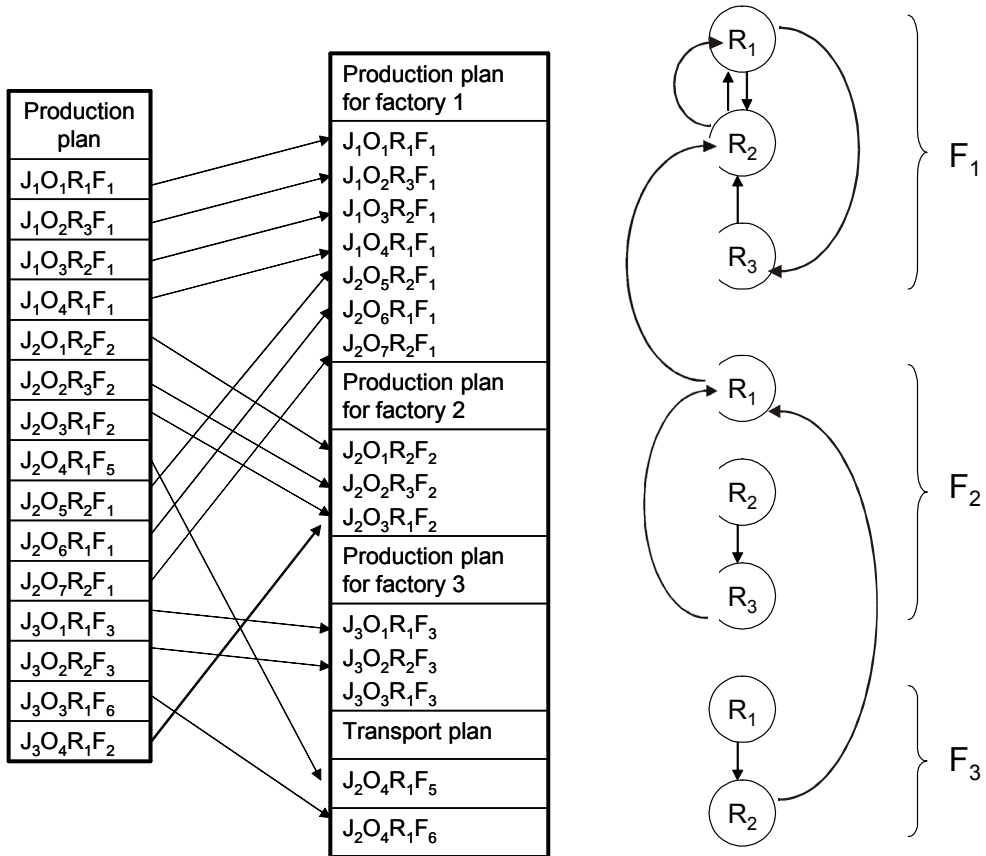 Production
plan
J₁O₁R₁F₁
J₁O₂R₃F₁
J₁O₃R₂F₁
J₁O₄R₁F₁
J₂O₁R₂F₂
J₂O₂R₃F₂
J₂O₃R₁F₂
J₂O₄R₁F₅
J₂O₅R₂F₁
J₂O₆R₁F₁
J₂O₇R₂F₁
J₃O₁R₁F₃
J₃O₂R₂F₃
J₃O₃R₁F₆
J₃O₄R₁F₂
Production plan
for factory 1
J₁O₁R₁F₁
J₁O₂R₃F₁
J₁O₃R₂F₁
J₁O₄R₁F₁
J₂O₅R₂F₁
J₂O₆R₁F₁
J₂O₇R₂F₁
Production plan
for factory 2
J₂O₁R₂F₂
J₂O₂R₃F₂
J₂O₃R₁F₂
Production plan
for factory 3
J₃O₁R₁F₃
J₃O₂R₂F₃
J₃O₃R₁F₃
Transport plan
J₂O₄R₁F₅
J₂O₄R₁F₆
R₁
R₂
R₃
F₁
R₁
R₂
R₃
F₂
R₁
R₂
F₃